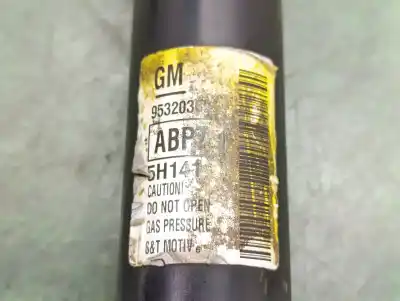 GM
953203
ABP
5H141
CAUTION!
DO NOT OPEN
GAS PRESSURE
S&T MOTIV